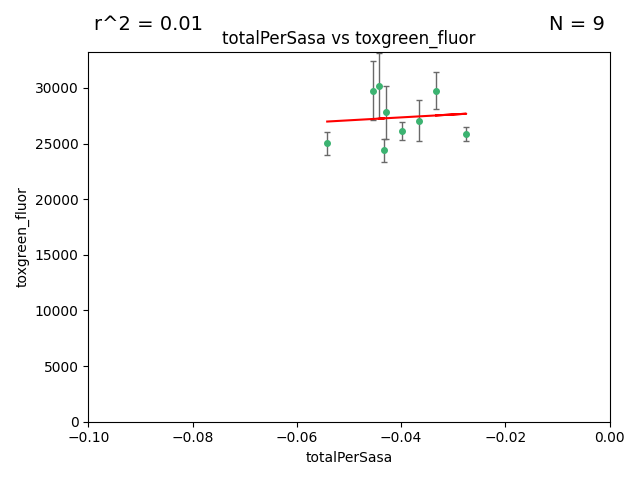 r^2 = 0.01
N = 9
totalPerSasa vs toxgreen_fluor
30000
25000
20000
15000
10000
5000
0
toxgreen_fluor
−0.10
−0.08
−0.06
−0.04
−0.02
0.00
totalPerSasa